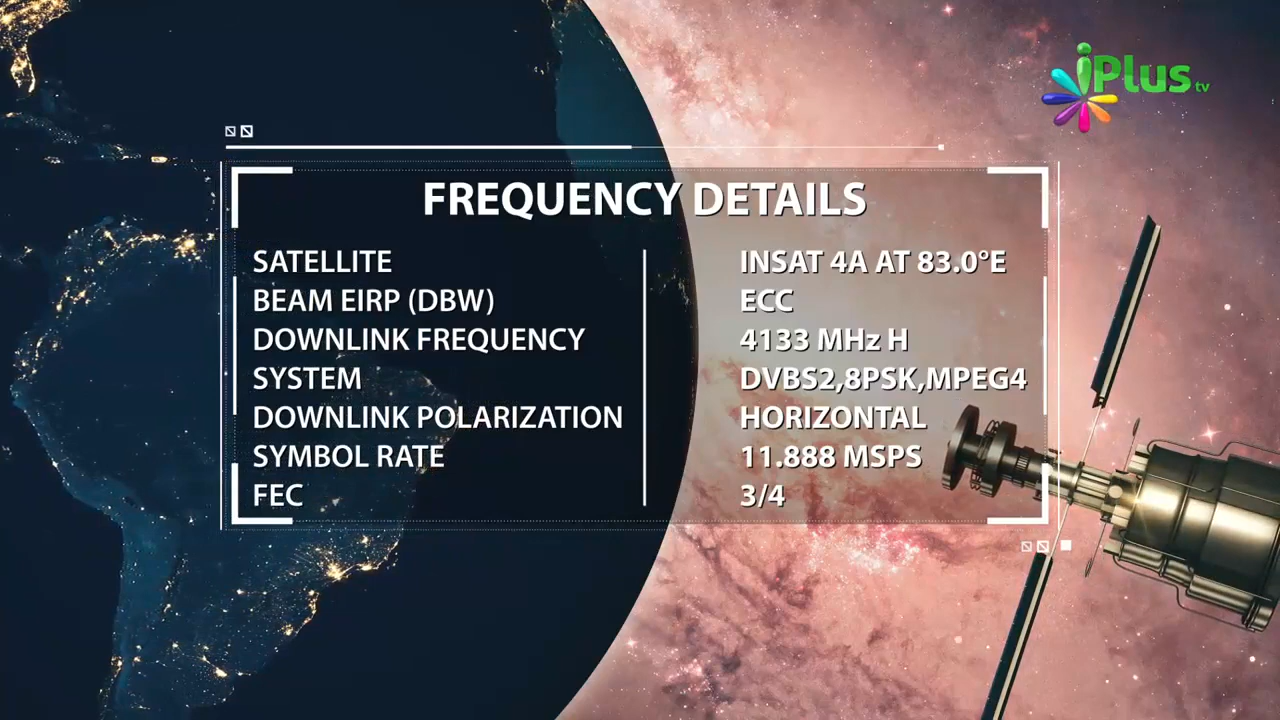 iPlus tv
FREQUENCY DETAILS
SATELLITE INSAT 4A AT 83.0°E
BEAM EIRP (DBW) ECC
DOWNLINK FREQUENCY 4133 MHz H
SYSTEM DVBS2,8PSK,MPEG4
DOWNLINK POLARIZATION HORIZONTAL
SYMBOL RATE 11.888 MSPS
FEC 3/4